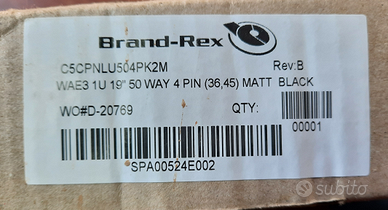 Brand-Rex
C5CPNLU504PK2M Rev:B
WAE3 1U 19" 50 WAY 4 PIN (36,45) MATT BLACK
WO#D-20769 QTY:
00001
SPA00524E002
subito